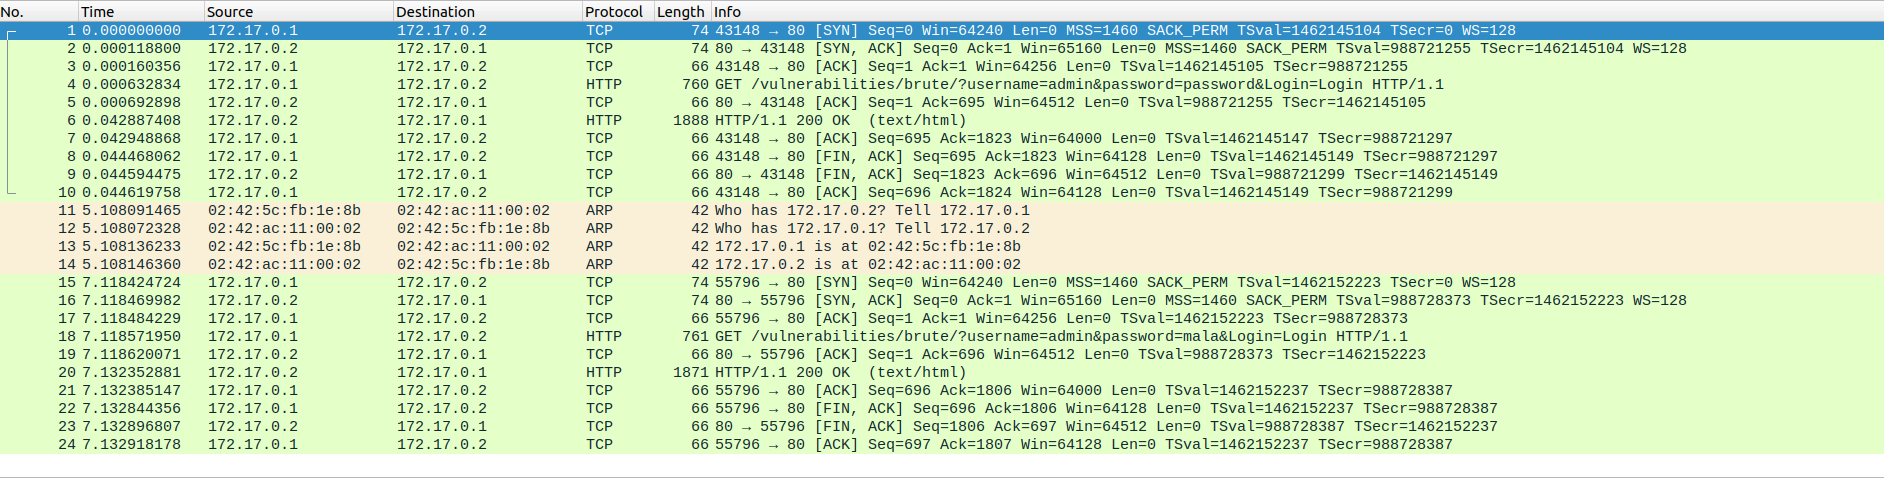 No. Time Source Destination Protocol Length Info
1 0.000000000 172.17.0.1 172.17.0.2 TCP 74 43148 → 80 [SYN] Seq=0 Win=64240 Len=0 MSS=1460 SACK_PERM TSval=1462145104 TSecr=0 WS=128
2 0.000118800 172.17.0.2 172.17.0.1 TCP 74 80 → 43148 [SYN, ACK] Seq=0 Ack=1 Win=65160 Len=0 MSS=1460 SACK_PERM TSval=988721255 TSecr=1462145104 WS=128
3 0.000160356 172.17.0.1 172.17.0.2 TCP 66 43148 → 80 [ACK] Seq=1 Ack=1 Win=64256 Len=0 TSval=1462145105 TSecr=988721255
4 0.000632834 172.17.0.1 172.17.0.2 HTTP 760 GET /vulnerabilities/brute/?username=admin&password=password&Login=Login HTTP/1.1
5 0.000692898 172.17.0.2 172.17.0.1 TCP 66 80 → 43148 [ACK] Seq=1 Ack=695 Win=64512 Len=0 TSval=988721255 TSecr=1462145105
6 0.042887408 172.17.0.2 172.17.0.1 HTTP 1888 HTTP/1.1 200 OK (text/html)
7 0.042948868 172.17.0.1 172.17.0.2 TCP 66 43148 → 80 [ACK] Seq=695 Ack=1823 Win=64000 Len=0 TSval=1462145147 TSecr=988721297
8 0.044468062 172.17.0.1 172.17.0.2 TCP 66 43148 → 80 [FIN, ACK] Seq=695 Ack=1823 Win=64128 Len=0 TSval=1462145149 TSecr=988721297
9 0.044594475 172.17.0.2 172.17.0.1 TCP 66 80 → 43148 [FIN, ACK] Seq=1823 Ack=696 Win=64512 Len=0 TSval=988721299 TSecr=1462145149
10 0.044619758 172.17.0.1 172.17.0.2 TCP 66 43148 → 80 [ACK] Seq=696 Ack=1824 Win=64128 Len=0 TSval=1462145149 TSecr=988721299
11 5.108091465 02:42:5c:fb:1e:8b 02:42:ac:11:00:02 ARP 42 Who has 172.17.0.2? Tell 172.17.0.1
12 5.108072328 02:42:ac:11:00:02 02:42:5c:fb:1e:8b ARP 42 Who has 172.17.0.1? Tell 172.17.0.2
13 5.108136233 02:42:5c:fb:1e:8b 02:42:ac:11:00:02 ARP 42 172.17.0.1 is at 02:42:5c:fb:1e:8b
14 5.108146360 02:42:ac:11:00:02 02:42:5c:fb:1e:8b ARP 42 172.17.0.2 is at 02:42:ac:11:00:02
15 7.118424724 172.17.0.1 172.17.0.2 TCP 74 55796 → 80 [SYN] Seq=0 Win=64240 Len=0 MSS=1460 SACK_PERM TSval=1462152223 TSecr=0 WS=128
16 7.118469982 172.17.0.2 172.17.0.1 TCP 74 80 → 55796 [SYN, ACK] Seq=0 Ack=1 Win=65160 Len=0 MSS=1460 SACK_PERM TSval=988728373 TSecr=1462152223 WS=128
17 7.118484229 172.17.0.1 172.17.0.2 TCP 66 55796 → 80 [ACK] Seq=1 Ack=1 Win=64256 Len=0 TSval=1462152223 TSecr=988728373
18 7.118571950 172.17.0.1 172.17.0.2 HTTP 761 GET /vulnerabilities/brute/?username=admin&password=mala&Login=Login HTTP/1.1
19 7.118620071 172.17.0.2 172.17.0.1 TCP 66 80 → 55796 [ACK] Seq=1 Ack=696 Win=64512 Len=0 TSval=988728373 TSecr=1462152223
20 7.132352881 172.17.0.2 172.17.0.1 HTTP 1871 HTTP/1.1 200 OK (text/html)
21 7.132385147 172.17.0.1 172.17.0.2 TCP 66 55796 → 80 [ACK] Seq=696 Ack=1806 Win=64000 Len=0 TSval=1462152237 TSecr=988728387
22 7.132844356 172.17.0.1 172.17.0.2 TCP 66 55796 → 80 [FIN, ACK] Seq=696 Ack=1806 Win=64128 Len=0 TSval=1462152237 TSecr=988728387
23 7.132896807 172.17.0.2 172.17.0.1 TCP 66 80 → 55796 [FIN, ACK] Seq=1806 Ack=697 Win=64512 Len=0 TSval=988728387 TSecr=1462152237
24 7.132918178 172.17.0.1 172.17.0.2 TCP 66 55796 → 80 [ACK] Seq=697 Ack=1807 Win=64128 Len=0 TSval=1462152237 TSecr=988728387